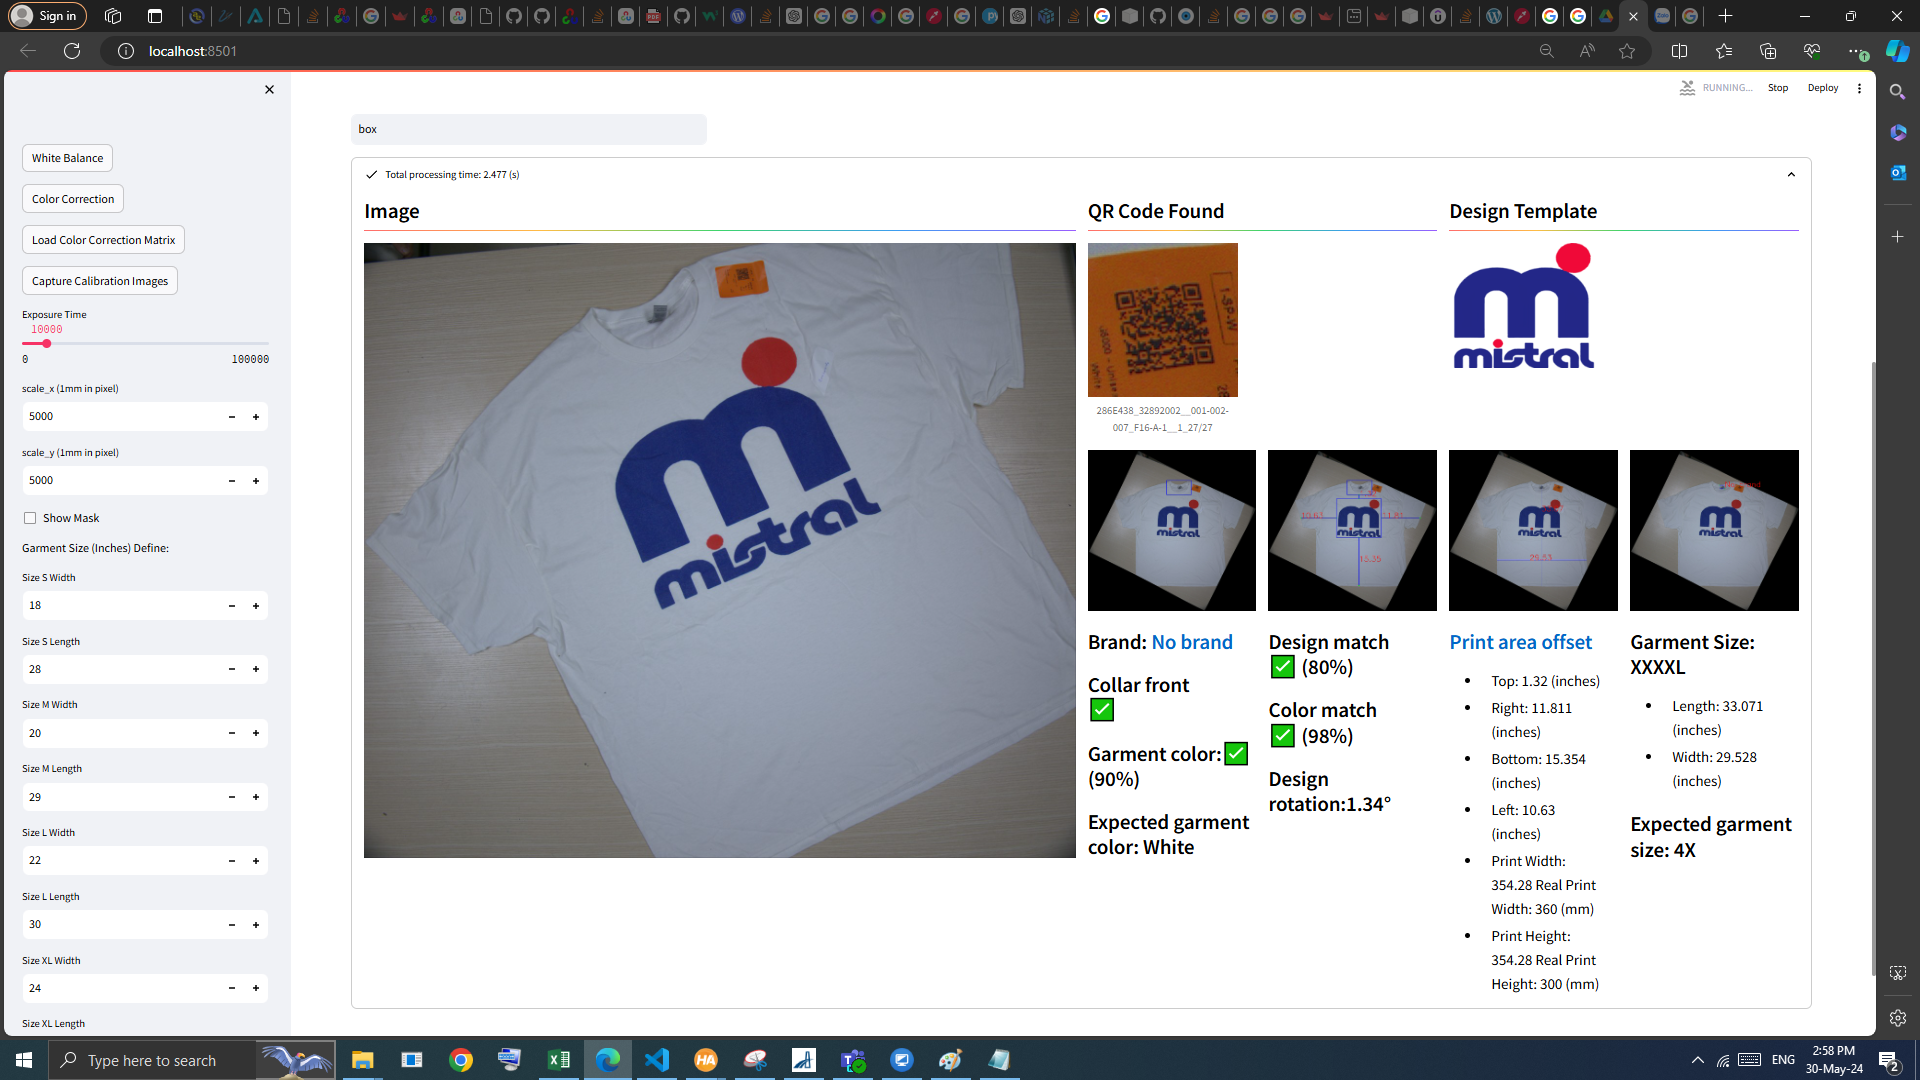 Sign in
localhost:8501
RUNNING...
Stop
Deploy
White Balance
Color Correction
Load Color Correction Matrix
Capture Calibration Images
Exposure Time
10000
0
100000
scale_x (1mm in pixel)
5000
scale_y (1mm in pixel)
5000
Show Mask
Garment Size (Inches) Define:
Size S Width
18
Size S Length
28
Size M Width
20
Size M Length
29
Size L Width
22
Size L Length
30
Size XL Width
24
Size XL Length
box
Total processing time: 2.477 (s)
Image
mistral
QR Code Found
286E438_32892002__001-002-
007_F16-A-1__1_27/27
Design Template
mistral
Brand: No brand
Collar front
Garment color:
(90%)
Expected garment
color: White
Design match
(80%)
Color match
(98%)
Design
rotation:1.34°
Print area offset
Top: 1.32 (inches)
Right: 11.811
(inches)
Bottom: 15.354
(inches)
Left: 10.63
(inches)
Print Width:
354.28 Real Print
Width: 360 (mm)
Print Height:
354.28 Real Print
Height: 300 (mm)
Garment Size:
XXXXL
Length: 33.071
(inches)
Width: 29.528
(inches)
Expected garment
size: 4X
Type here to search
ENG
2:58 PM
30-May-24
2